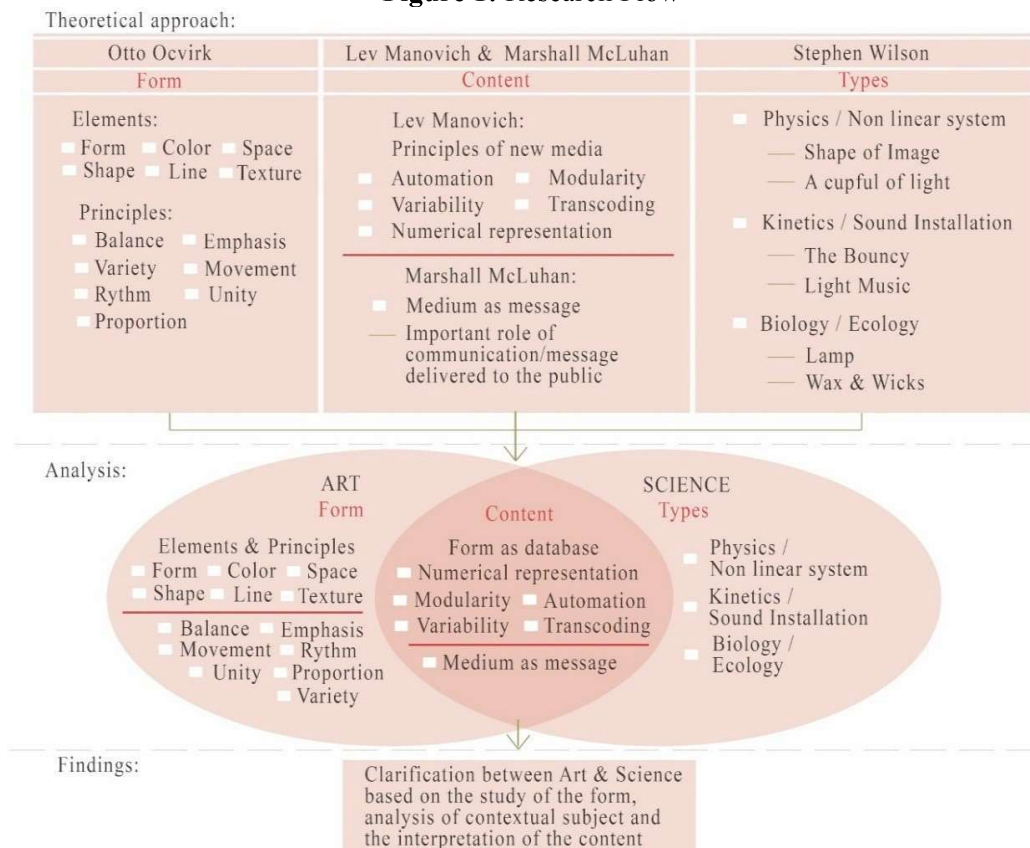 Figure 1. Research Flow
Theoretical approach:
Otto Ocvirk
Form
Elements:
Form Color Space
Shape Line Texture
Principles:
Balance Emphasis
Variety Movement
Rythm Unity
Proportion
Lev Manovich & Marshall McLuhan
Content
Lev Manovich:
Principles of new media
Automation Modularity
Variability Transcoding
Numerical representation
Marshall McLuhan:
Medium as message
Important role of
communication/message
delivered to the public
Stephen Wilson
Types
Physics / Non linear system
Shape of Image
A cupful of light
Kinetics / Sound Installation
The Bouncy
Light Music
Biology / Ecology
Lamp
Wax & Wicks
Analysis:
ART
Form
Elements & Principles
Form Color Space
Shape Line Texture
Balance Emphasis
Movement Rythm
Unity Proportion
Variety
Content
Form as database
Numerical representation
Modularity Automation
Variability Transcoding
Medium as message
SCIENCE
Types
Physics /
Non linear system
Kinetics /
Sound Installation
Biology /
Ecology
Findings:
Clarification between Art & Science
based on the study of the form,
analysis of contextual subject and
the interpretation of the content